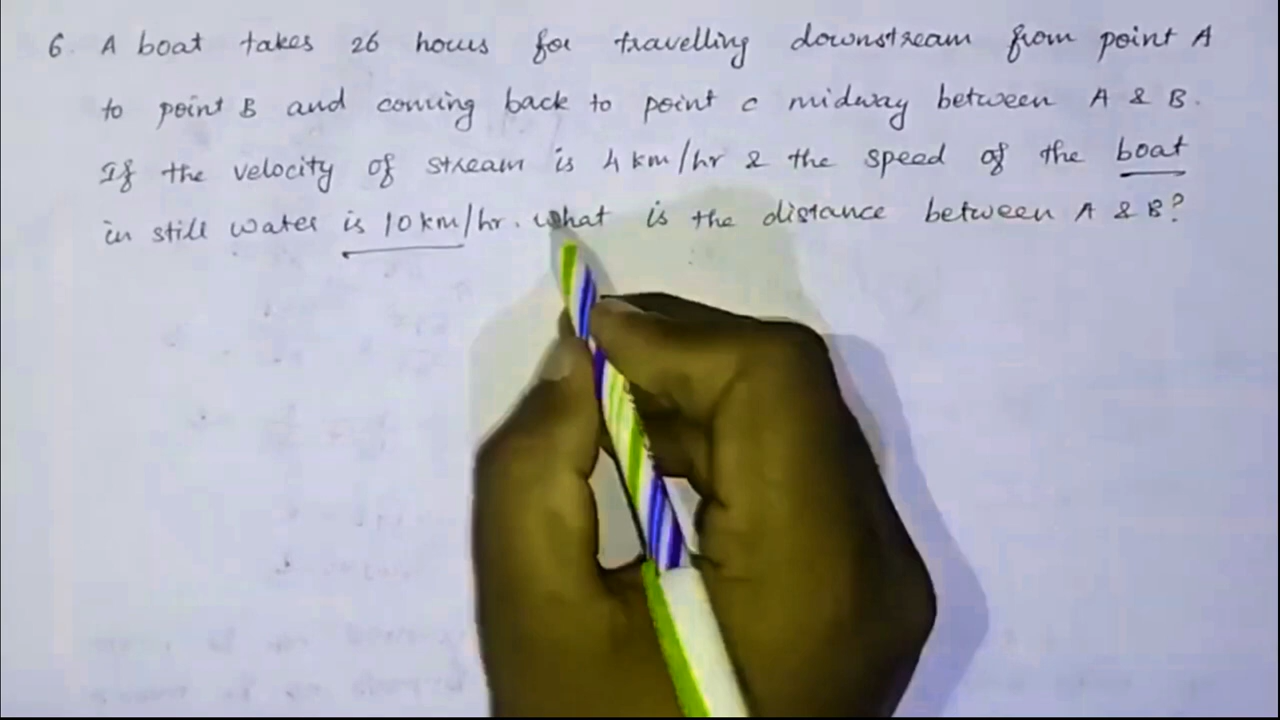 6. A boat takes 26 hours for travelling downstream from point A
to point B and coming back to point C midway between A & B.
If the velocity of stream is 4 km/hr & the speed of the boat
in still water is 10 km/hr. What is the distance between A & B?